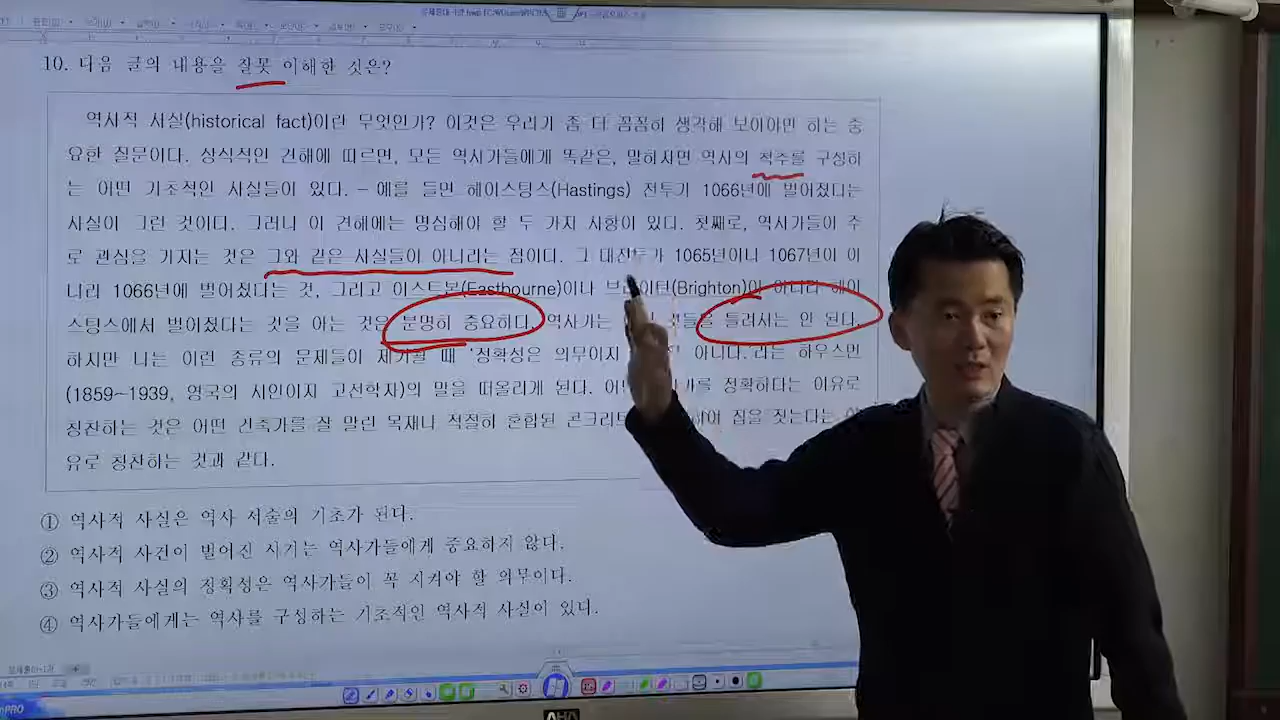 10. 다음 글의 내용을 잘못 이해한 것은?
역사적 사실(historical fact)이란 무엇인가? 이것은 우리가 좀 더 꼼꼼히 생각해 보아야만 하는 중
요한 질문이다. 상식적인 견해에 따르면, 모든 역사가들에게 똑같은, 말하자면 역사의 척추를 구성하
는 어떤 기초적인 사실들이 있다. - 예를 들면 헤이스팅스(Hastings) 전투가 1066년에 벌어졌다는
사실이 그런 것이다. 그러나 이 견해에는 명심해야 할 두 가지 사항이 있다. 첫째로, 역사가들이 주
로 관심을 가지는 것은 그와 같은 사실들이 아니라는 점이다. 그 대전투가 1065년이나 1067년이 아
니라 1066년에 벌어졌다는 것, 그리고 이스트본(Eastbourne)이나 브라이턴(Brighton)이 아니라 헤이
스팅스에서 벌어졌다는 것을 아는 것은 분명히 중요하다. 역사가는 것들을 틀려서는 안 된다.
하지만 나는 이런 종류의 문제들이 제기될 때 '정확성은 의무이지 아니다.'라는 하우스먼
(1859~1939, 영국의 시인이자 고전학자)의 말을 떠올리게 된다. 정확하다는 이유로
칭찬하는 것은 어떤 건축가를 잘 말린 목재나 적절히 혼합된 콘크리트 집을 짓는다는 이
유로 칭찬하는 것과 같다.
① 역사적 사실은 역사 서술의 기초가 된다.
② 역사적 사건이 벌어진 시기는 역사가들에게 중요하지 않다.
③ 역사적 사실의 정확성은 역사가들이 꼭 지켜야 할 의무이다.
④ 역사가들에게는 역사를 구성하는 기초적인 역사적 사실이 있다.
AHA